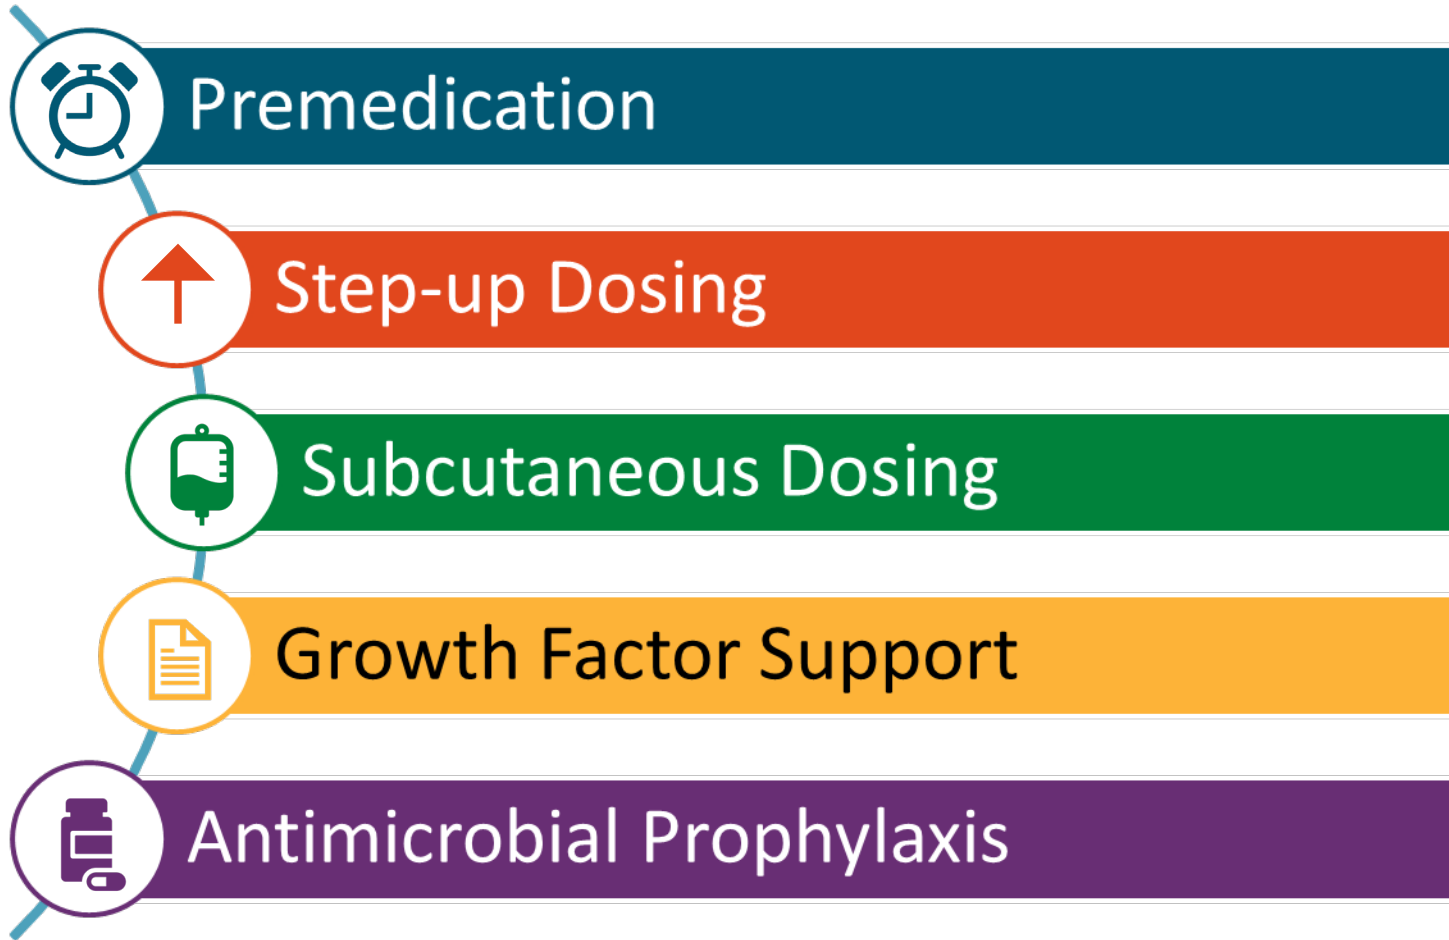 Premedication
Step-up Dosing
Subcutaneous Dosing
Growth Factor Support
Antimicrobial Prophylaxis